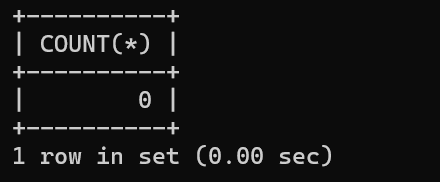 +----------+
| COUNT(*) |
+----------+
|        0 |
+----------+
1 row in set (0.00 sec)